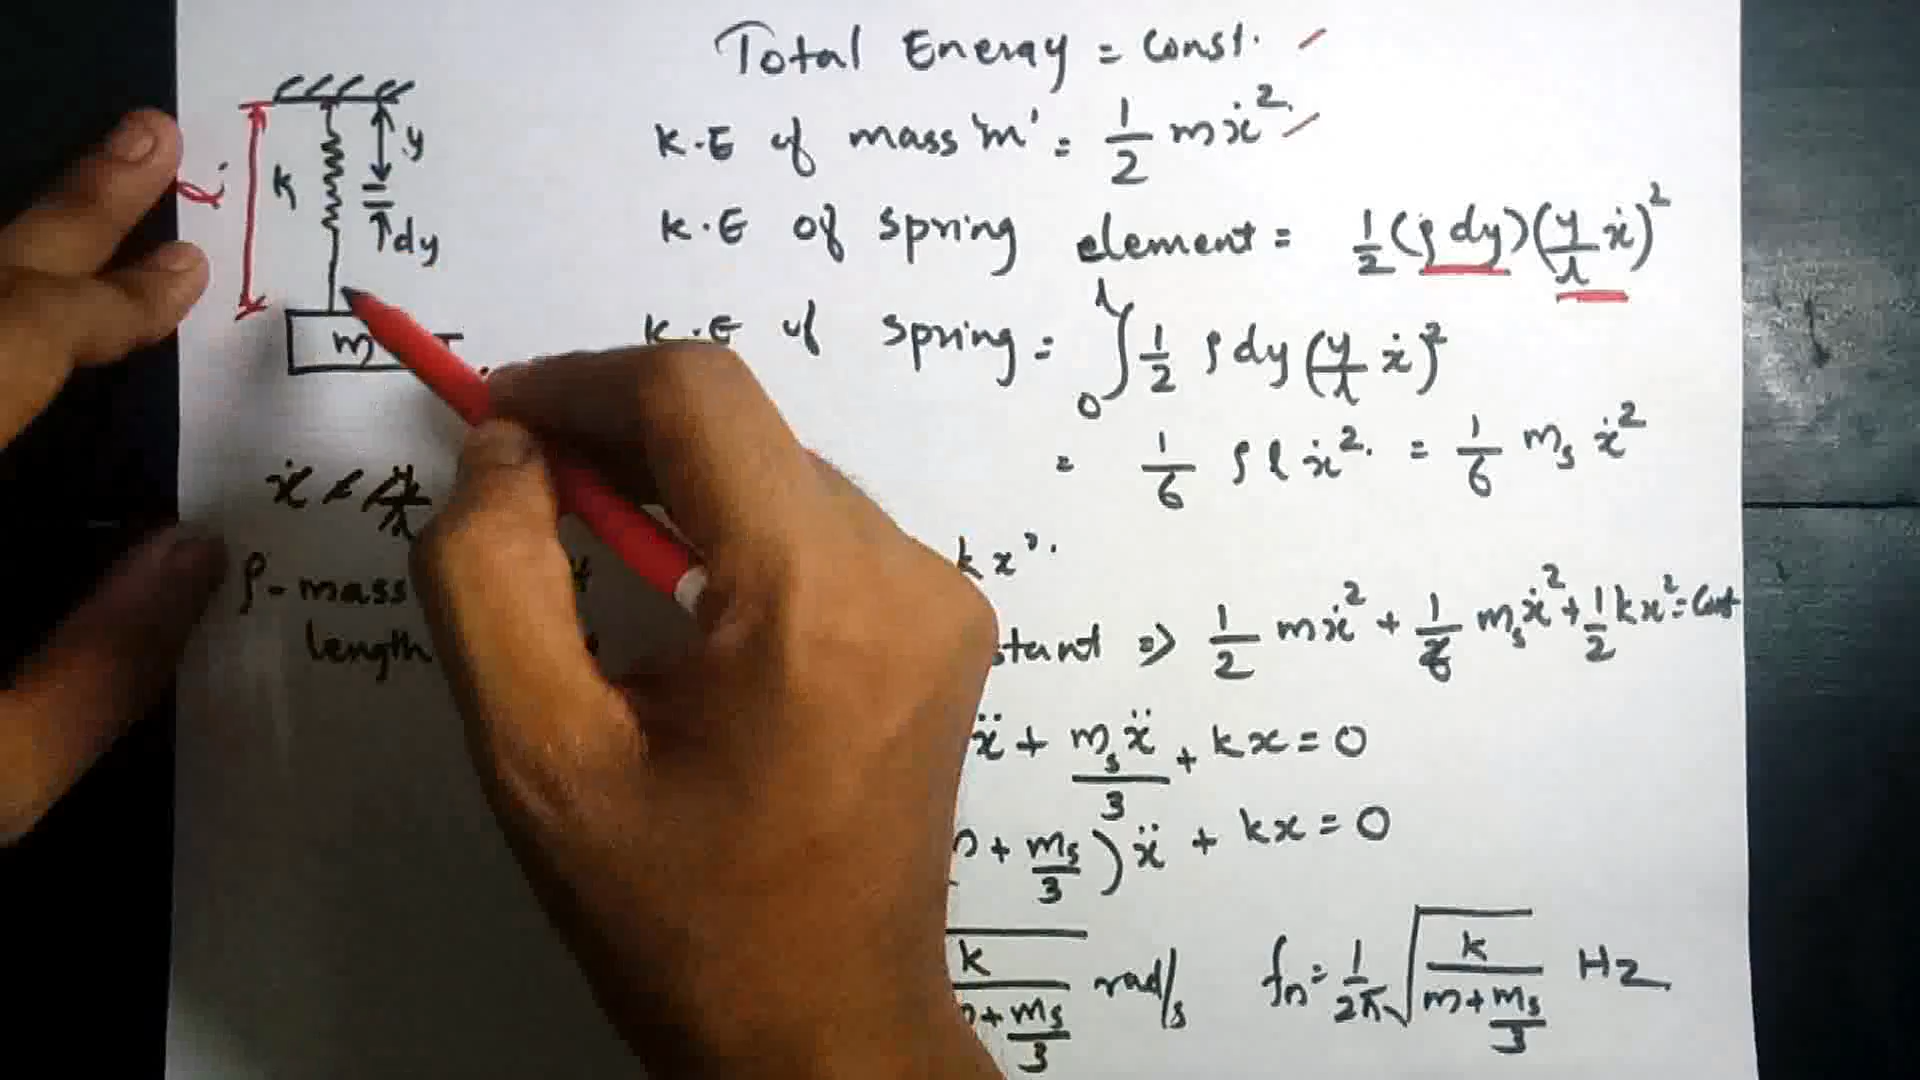 Total Energy = Const.
K.E of mass 'm' = 1/2 mẋ².
K.E of spring element = 1/2 (ρ dy)(y/l ẋ)²
K.E of spring = ∫₀ˡ 1/2 ρ dy (y/l ẋ)²
= 1/6 ρ l ẋ². = 1/6 mₛ ẋ²
kx².
stant => 1/2 mẋ² + 1/6 mₛẋ² + 1/2 kx² = Const
ẍ + mₛẍ/3 + kx = 0
+ mₛ/3) ẍ + kx = 0
k/ + mₛ/3 rad/s fn = 1/2π √(k/(m + mₛ/3)) Hz
l
k
y
dy
m
ẋ
ρ - mass
length